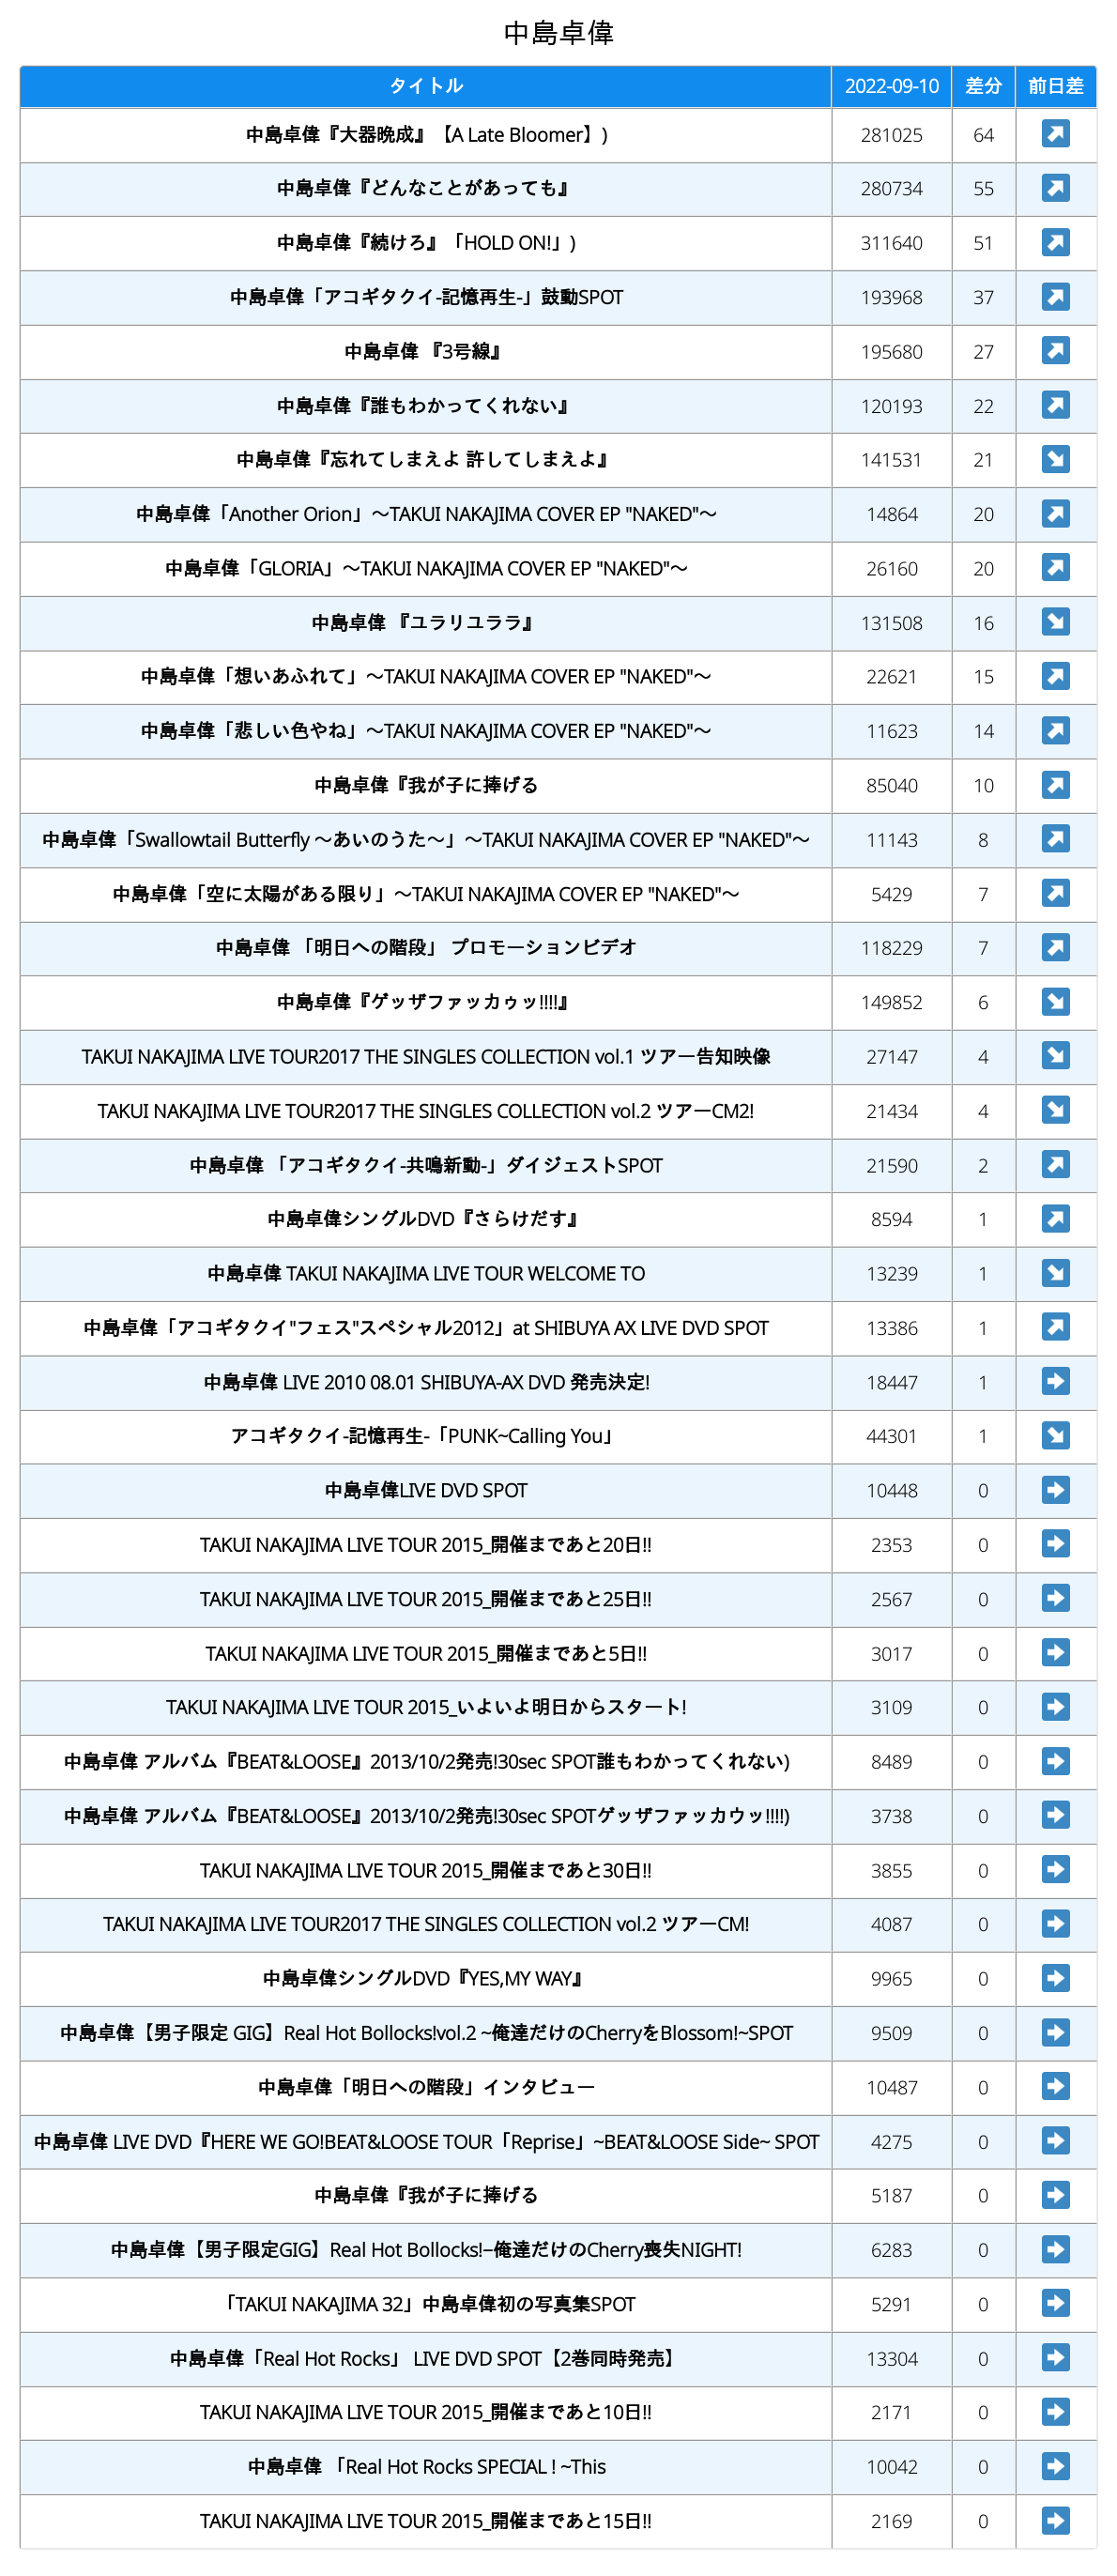 中島卓偉
タイトル 2022-09-10 差分 前日差
中島卓偉『大器晩成』【A Late Bloomer】) 281025 64 ↗
中島卓偉『どんなことがあっても』 280734 55 ↗
中島卓偉『続けろ』「HOLD ON!」) 311640 51 ↗
中島卓偉「アコギタクイ-記憶再生-」鼓動SPOT 193968 37 ↗
中島卓偉 『3号線』 195680 27 ↗
中島卓偉『誰もわかってくれない』 120193 22 ↗
中島卓偉『忘れてしまえよ 許してしまえよ』 141531 21 ↘
中島卓偉「Another Orion」～TAKUI NAKAJIMA COVER EP "NAKED"～ 14864 20 ↗
中島卓偉「GLORIA」～TAKUI NAKAJIMA COVER EP "NAKED"～ 26160 20 ↗
中島卓偉 『ユラリユララ』 131508 16 ↘
中島卓偉「想いあふれて」～TAKUI NAKAJIMA COVER EP "NAKED"～ 22621 15 ↗
中島卓偉「悲しい色やね」～TAKUI NAKAJIMA COVER EP "NAKED"～ 11623 14 ↗
中島卓偉『我が子に捧げる 85040 10 ↗
中島卓偉「Swallowtail Butterfly ～あいのうた～」～TAKUI NAKAJIMA COVER EP "NAKED"～ 11143 8 ↗
中島卓偉「空に太陽がある限り」～TAKUI NAKAJIMA COVER EP "NAKED"～ 5429 7 ↗
中島卓偉 「明日への階段」 プロモーションビデオ 118229 7 ↗
中島卓偉『ゲッザファッカゥッ!!!!』 149852 6 ↘
TAKUI NAKAJIMA LIVE TOUR2017 THE SINGLES COLLECTION vol.1 ツアー告知映像 27147 4 ↘
TAKUI NAKAJIMA LIVE TOUR2017 THE SINGLES COLLECTION vol.2 ツアーCM2! 21434 4 ↘
中島卓偉 「アコギタクイ-共鳴新動-」ダイジェストSPOT 21590 2 ↗
中島卓偉シングルDVD『さらけだす』 8594 1 ↗
中島卓偉 TAKUI NAKAJIMA LIVE TOUR WELCOME TO 13239 1 ↘
中島卓偉「アコギタクイ"フェス"スペシャル2012」at SHIBUYA AX LIVE DVD SPOT 13386 1 ↗
中島卓偉 LIVE 2010 08.01 SHIBUYA-AX DVD 発売決定! 18447 1 ➡
アコギタクイ-記憶再生-「PUNK~Calling You」 44301 1 ↘
中島卓偉LIVE DVD SPOT 10448 0 ➡
TAKUI NAKAJIMA LIVE TOUR 2015_開催まであと20日!! 2353 0 ➡
TAKUI NAKAJIMA LIVE TOUR 2015_開催まであと25日!! 2567 0 ➡
TAKUI NAKAJIMA LIVE TOUR 2015_開催まであと5日!! 3017 0 ➡
TAKUI NAKAJIMA LIVE TOUR 2015_いよいよ明日からスタート! 3109 0 ➡
中島卓偉 アルバム『BEAT&LOOSE』2013/10/2発売!30sec SPOT誰もわかってくれない) 8489 0 ➡
中島卓偉 アルバム『BEAT&LOOSE』2013/10/2発売!30sec SPOTゲッザファッカウッ!!!!) 3738 0 ➡
TAKUI NAKAJIMA LIVE TOUR 2015_開催まであと30日!! 3855 0 ➡
TAKUI NAKAJIMA LIVE TOUR2017 THE SINGLES COLLECTION vol.2 ツアーCM! 4087 0 ➡
中島卓偉シングルDVD『YES,MY WAY』 9965 0 ➡
中島卓偉【男子限定 GIG】Real Hot Bollocks!vol.2 ~俺達だけのCherryをBlossom!~SPOT 9509 0 ➡
中島卓偉「明日への階段」インタビュー 10487 0 ➡
中島卓偉 LIVE DVD『HERE WE GO!BEAT&LOOSE TOUR「Reprise」~BEAT&LOOSE Side~ SPOT 4275 0 ➡
中島卓偉『我が子に捧げる 5187 0 ➡
中島卓偉【男子限定GIG】Real Hot Bollocks!−俺達だけのCherry喪失NIGHT! 6283 0 ➡
「TAKUI NAKAJIMA 32」中島卓偉初の写真集SPOT 5291 0 ➡
中島卓偉「Real Hot Rocks」 LIVE DVD SPOT【2巻同時発売】 13304 0 ➡
TAKUI NAKAJIMA LIVE TOUR 2015_開催まであと10日!! 2171 0 ➡
中島卓偉 「Real Hot Rocks SPECIAL ! ~This 10042 0 ➡
TAKUI NAKAJIMA LIVE TOUR 2015_開催まであと15日!! 2169 0 ➡